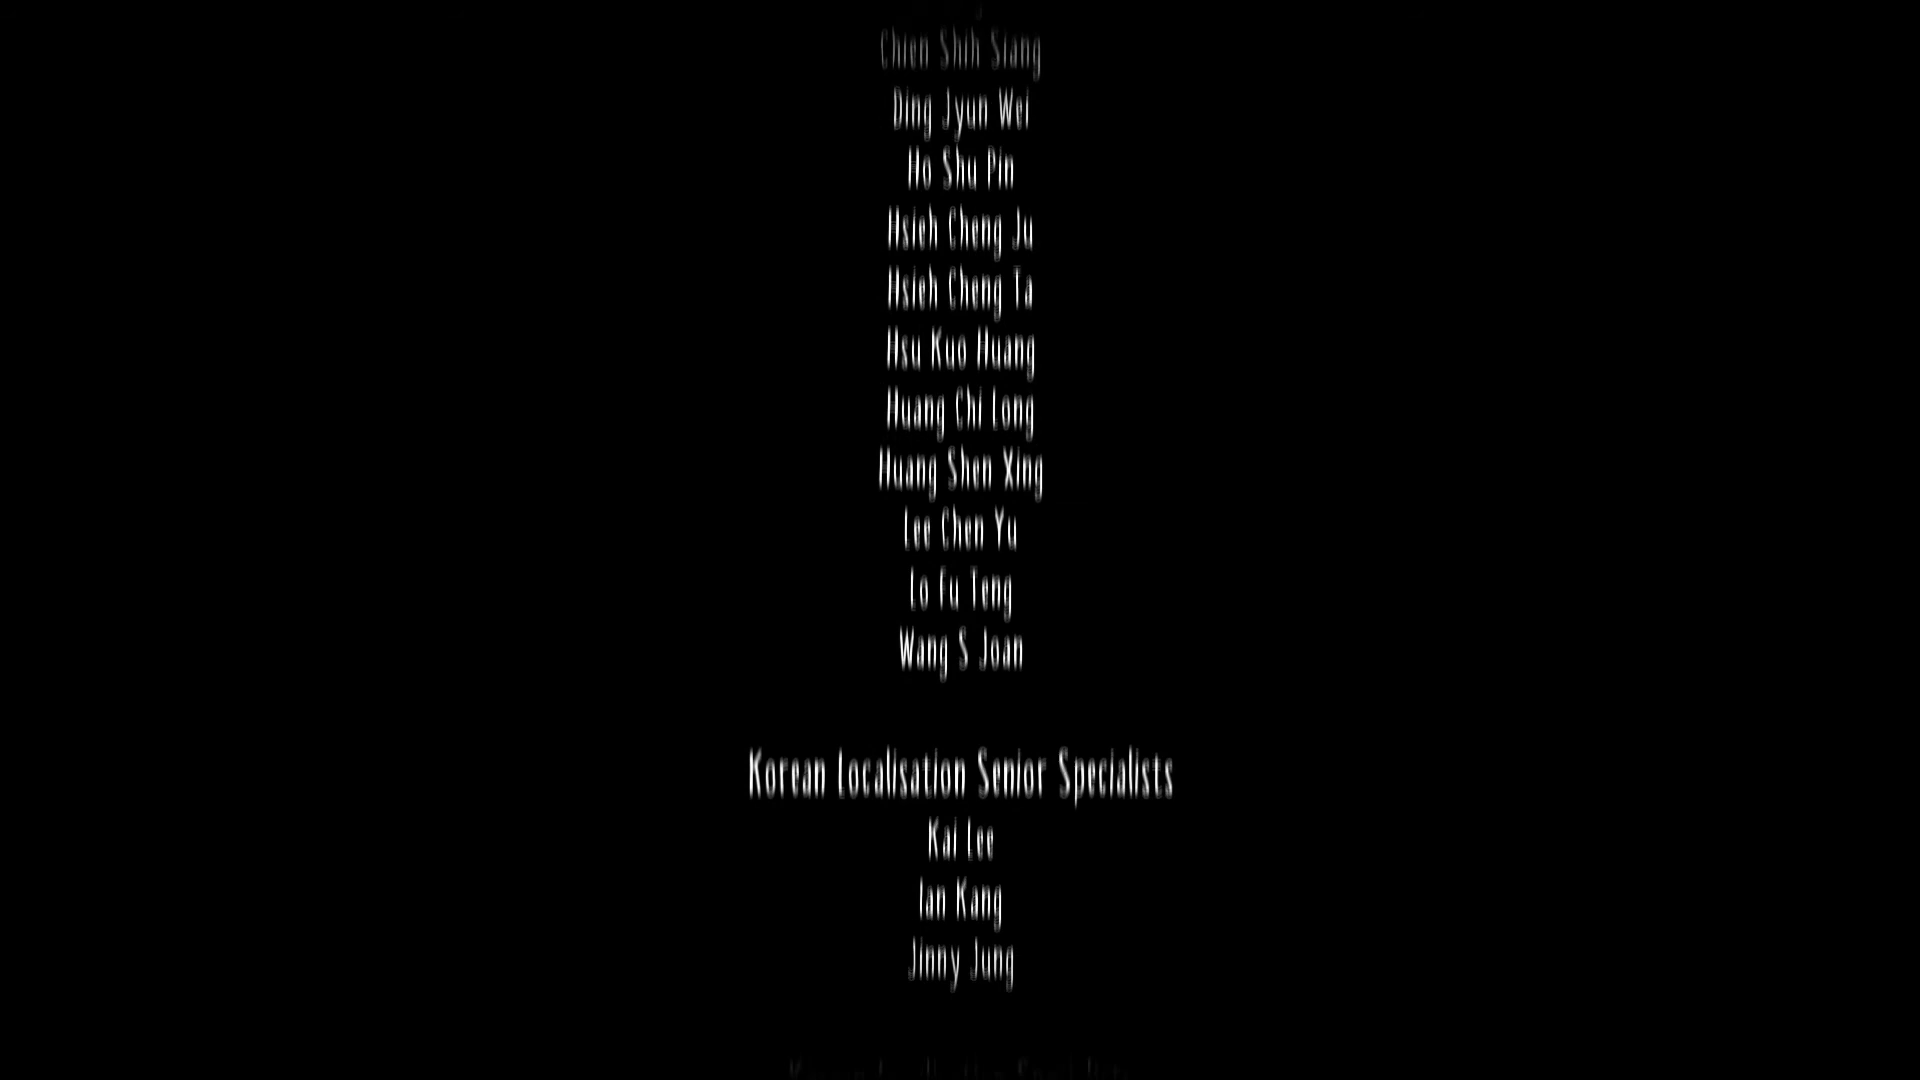 Chien Shih Siang
Ding Jyun Wei
Ho Shu Pin
Hsieh Cheng Ju
Hsieh Cheng Ta
Hsu Kuo Huang
Huang Chi Long
Huang Shen Xing
Lee Chen Yu
Lo Fu Teng
Wang S Joan
Korean Localisation Senior Specialists
Kai Lee
Ian Kang
Jinny Jung